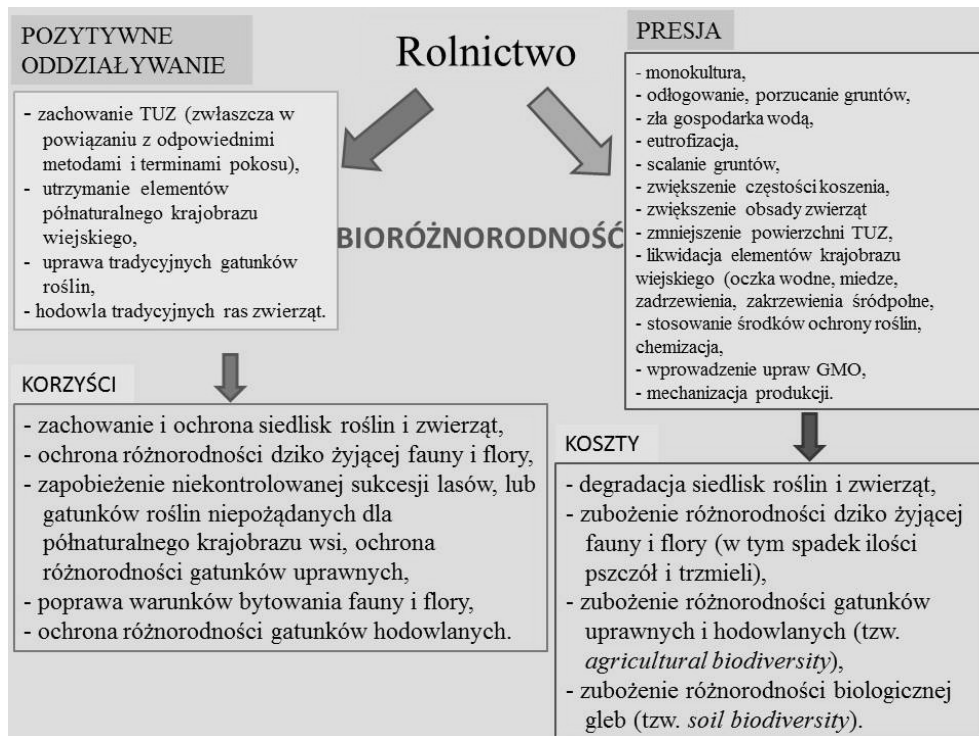 Rolnictwo
POZYTYWNE
ODDZIAŁYWANIE
- zachowanie TUZ (zwłaszcza w
powiązaniu z odpowiednimi
metodami i terminami pokosu),
- utrzymanie elementów
półnaturalnego krajobrazu
wiejskiego,
- uprawa tradycyjnych gatunków
roślin,
- hodowla tradycyjnych ras zwierząt.
BIORÓŻNORODNOŚĆ
PRESJA
- monokultura,
- odłogowanie, porzucanie gruntów,
- zła gospodarka wodą,
- eutrofizacja,
- scalanie gruntów,
- zwiększenie częstości koszenia,
- zwiększenie obsady zwierząt
- zmniejszenie powierzchni TUZ,
- likwidacja elementów krajobrazu
wiejskiego (oczka wodne, miedze,
zadrzewienia, zakrzewienia śródpolne,
- stosowanie środków ochrony roślin,
chemizacja,
- wprowadzenie upraw GMO,
- mechanizacja produkcji.
KORZYŚCI
- zachowanie i ochrona siedlisk roślin i zwierząt,
- ochrona różnorodności dziko żyjącej fauny i flory,
- zapobieżenie niekontrolowanej sukcesji lasów, lub
gatunków roślin niepożądanych dla
półnaturalnego krajobrazu wsi, ochrona
różnorodności gatunków uprawnych,
- poprawa warunków bytowania fauny i flory,
- ochrona różnorodności gatunków hodowlanych.
KOSZTY
- degradacja siedlisk roślin i zwierząt,
- zubożenie różnorodności dziko żyjącej
fauny i flory (w tym spadek ilości
pszczół i trzmieli),
- zubożenie różnorodności gatunków
uprawnych i hodowlanych (tzw.
agricultural biodiversity),
- zubożenie różnorodności biologicznej
gleb (tzw. soil biodiversity).